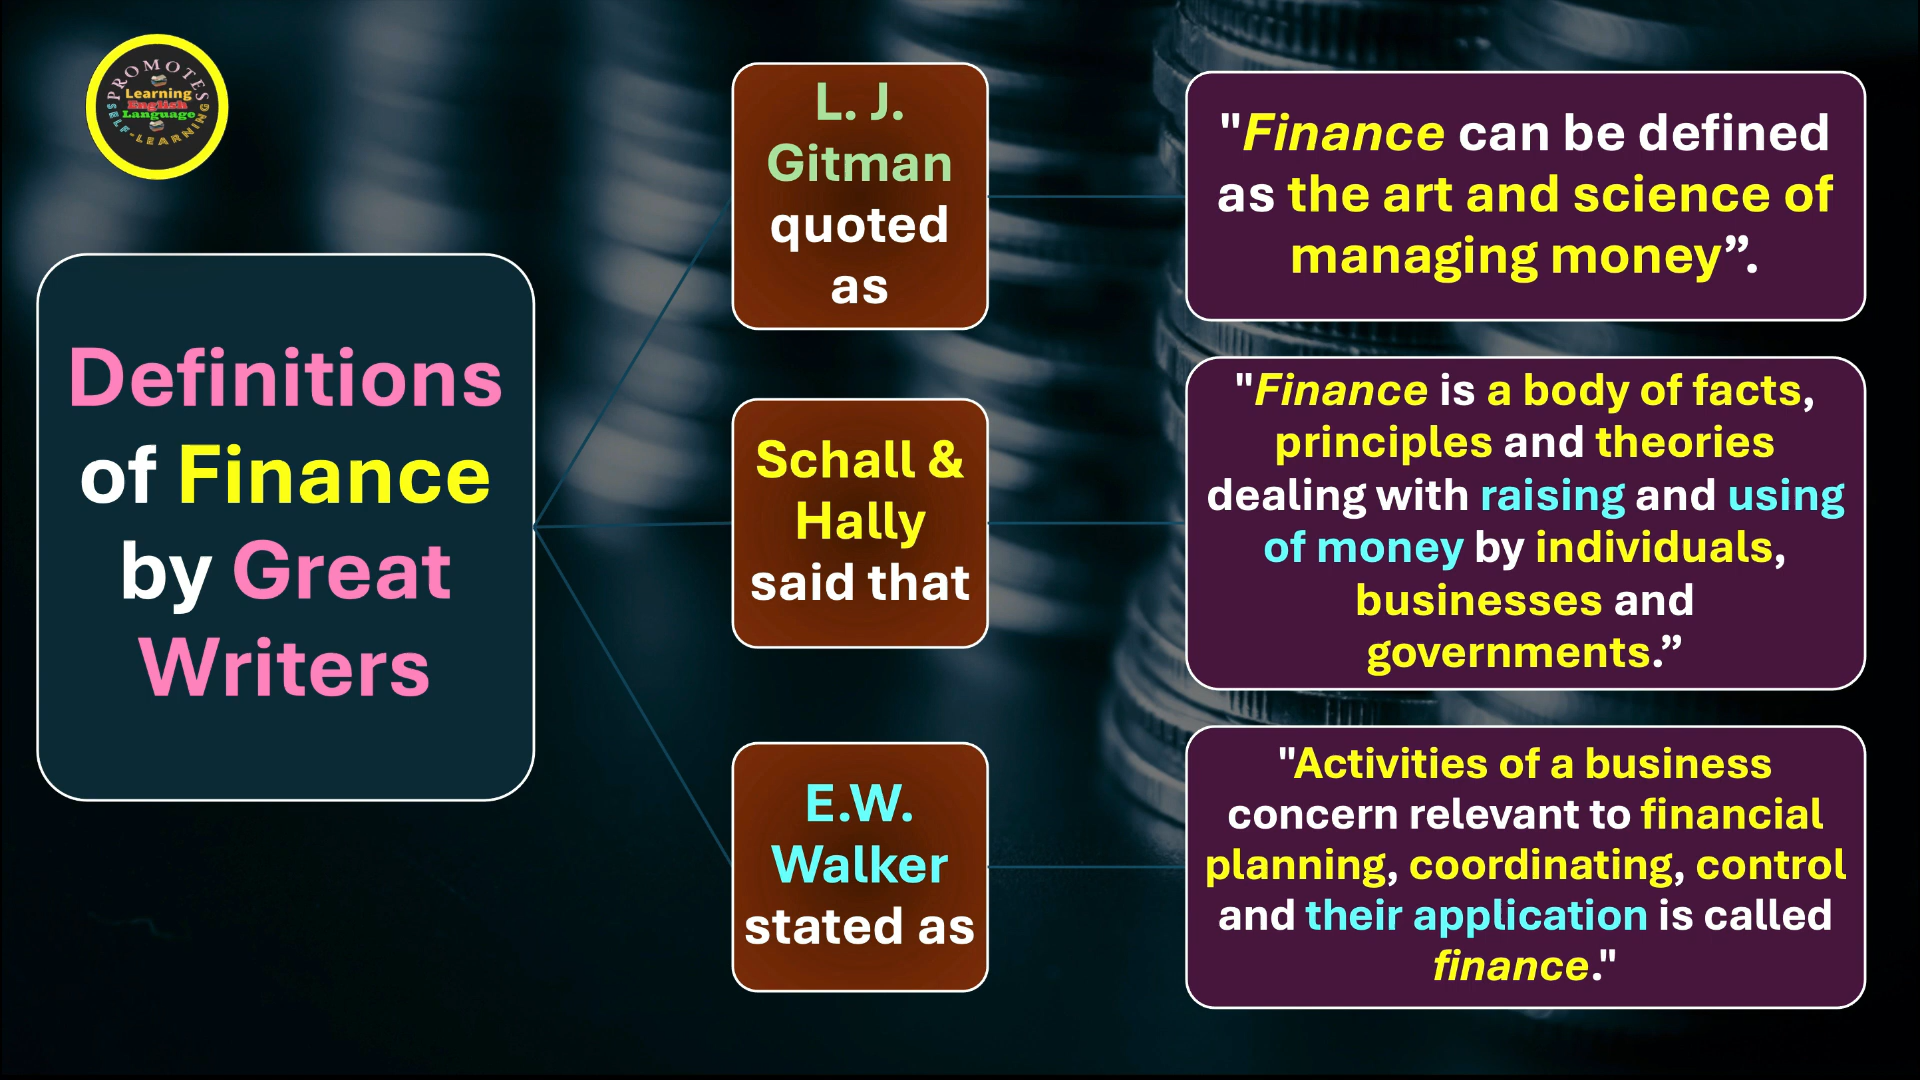 PROMOTES
Learning
English
Language
SELF-LEARNING
Definitions
of Finance
by Great
Writers
L. J.
Gitman
quoted
as
"Finance can be defined
as the art and science of
managing money”.
Schall &
Hally
said that
"Finance is a body of facts,
principles and theories
dealing with raising and using
of money by individuals,
businesses and
governments.”
E.W.
Walker
stated as
"Activities of a business
concern relevant to financial
planning, coordinating, control
and their application is called
finance."